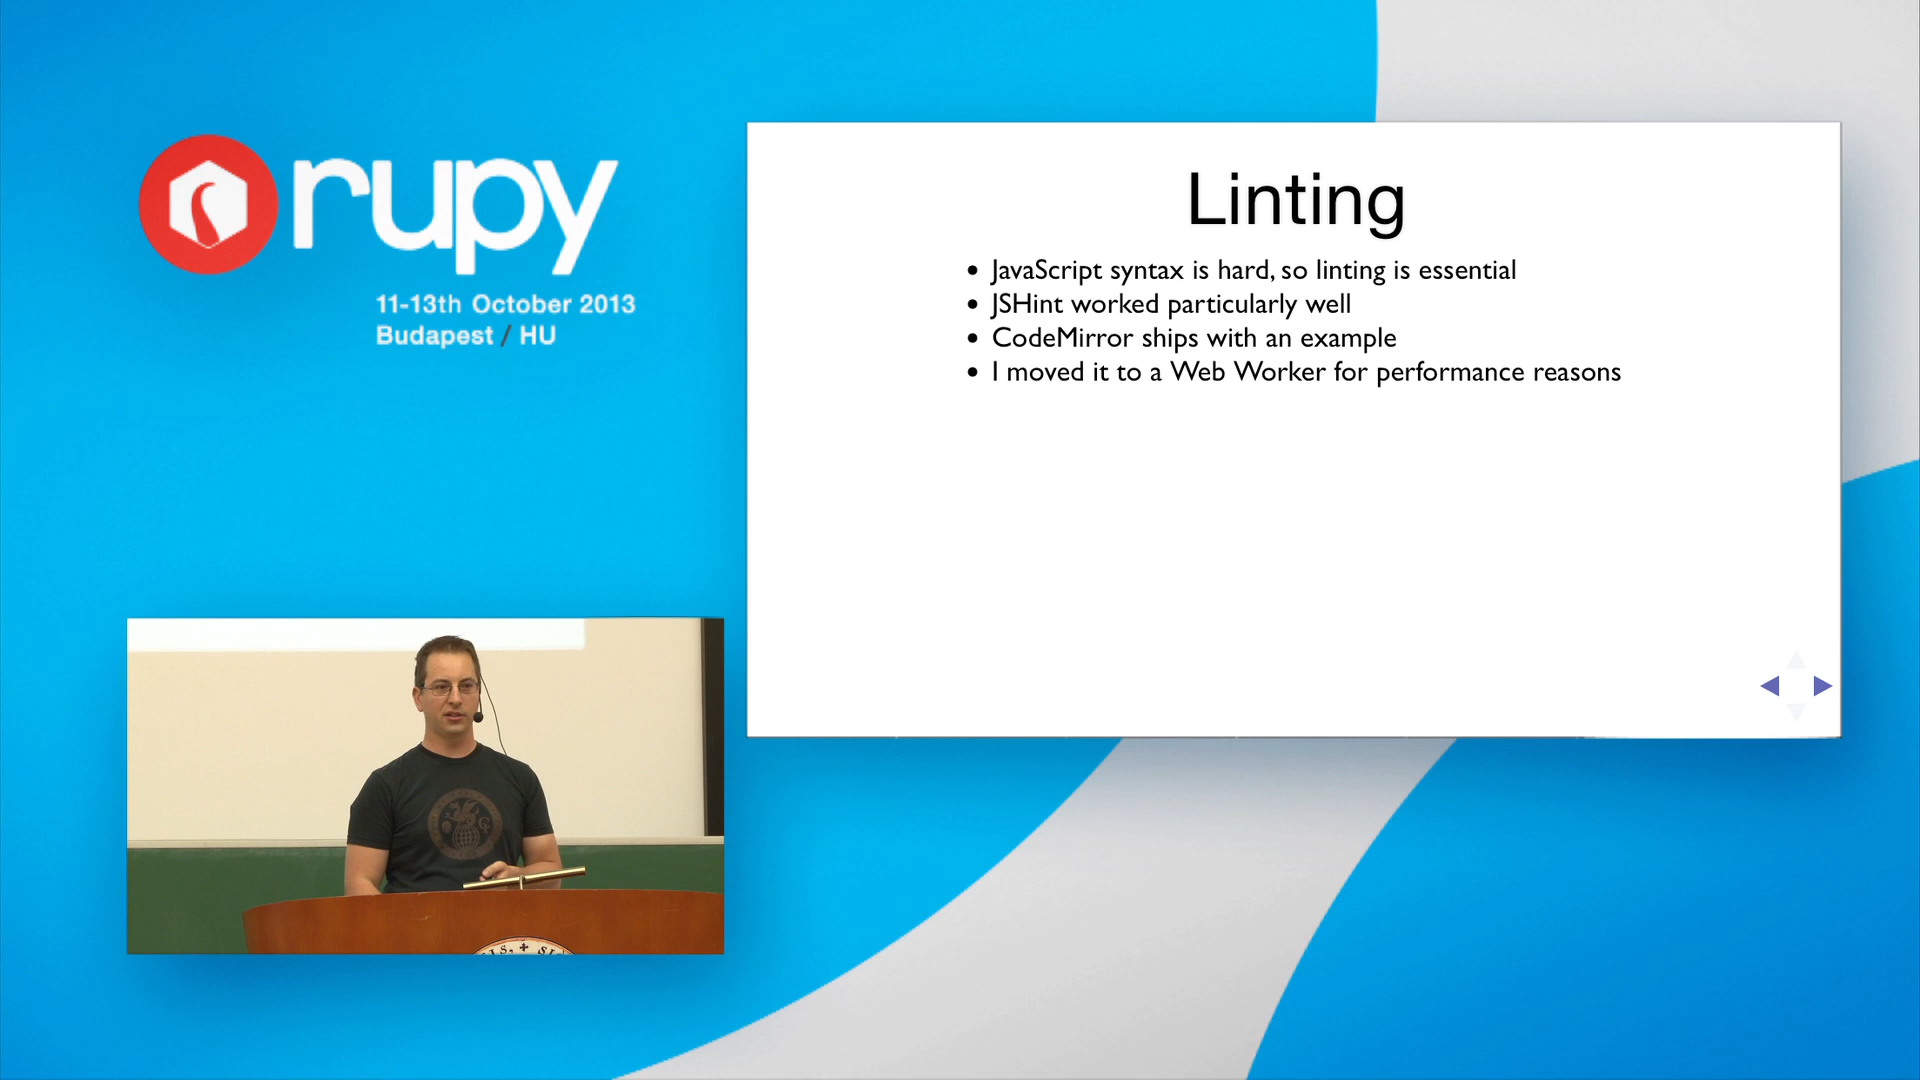 rupy
11-13th October 2013
Budapest / HU
Linting
• JavaScript syntax is hard, so linting is essential
• JSHint worked particularly well
• CodeMirror ships with an example
• I moved it to a Web Worker for performance reasons